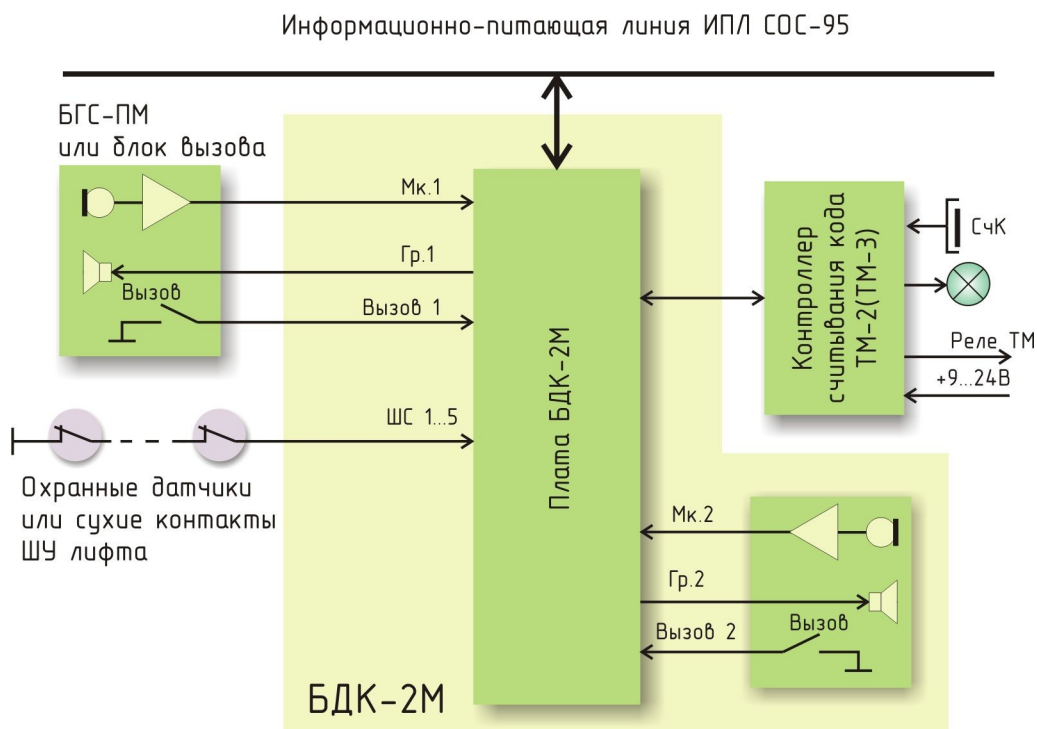 Информационно-питающая линия ИПЛ СОС-95
БГС-ПМ
или блок вызова
Мк.1
Гр.1
Вызов
Вызов 1
ШС 1...5
Охранные датчики
или сухие контакты
ШУ лифта
Плата БДК-2М
Контроллер
считывания кода
ТМ-2(ТМ-3)
СчК
Реле ТМ
+9...24В
Мк.2
Гр.2
Вызов
Вызов 2
БДК-2М